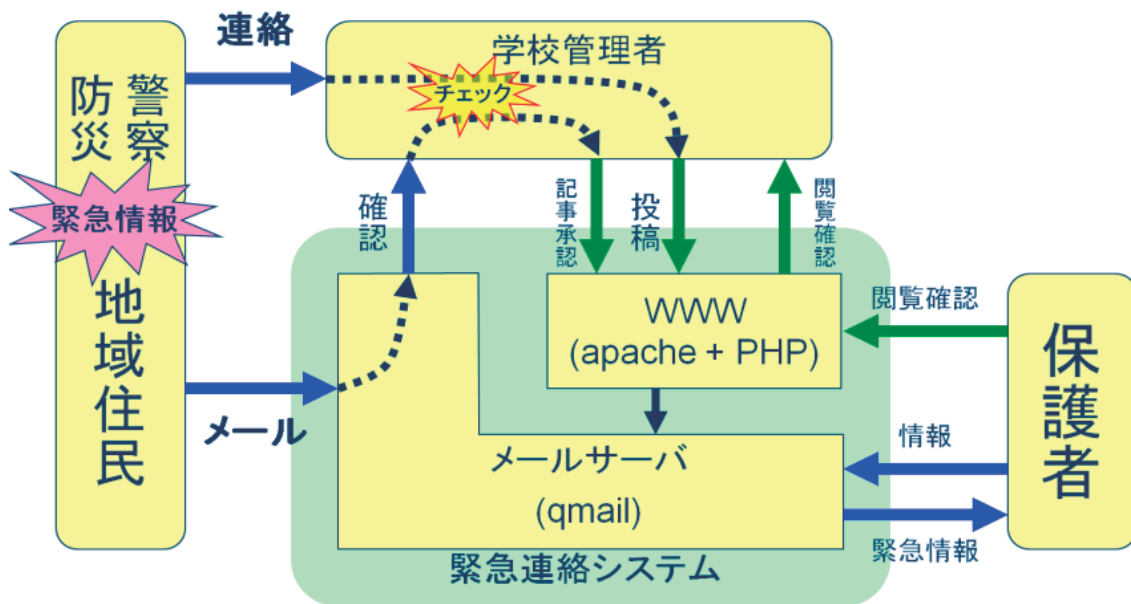 連絡
学校管理者
チェック
防災
警察
緊急情報
地域住民
メール
確認
記事承認
投稿
閲覧確認
WWW
(apache + PHP)
メールサーバ
(qmail)
緊急連絡システム
閲覧確認
情報
緊急情報
保護者